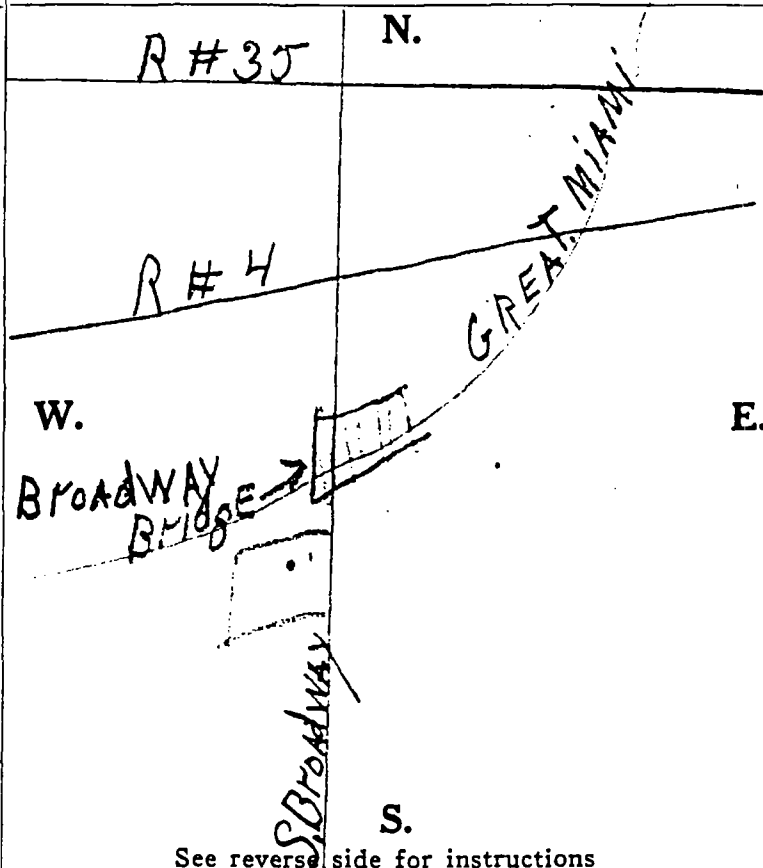 N.
R # 35
GREAT. MIAMI
R # 4
W.
E.
BroAdWAY
BridgE
S.BroadWAY
S.
See reverse side for instructions